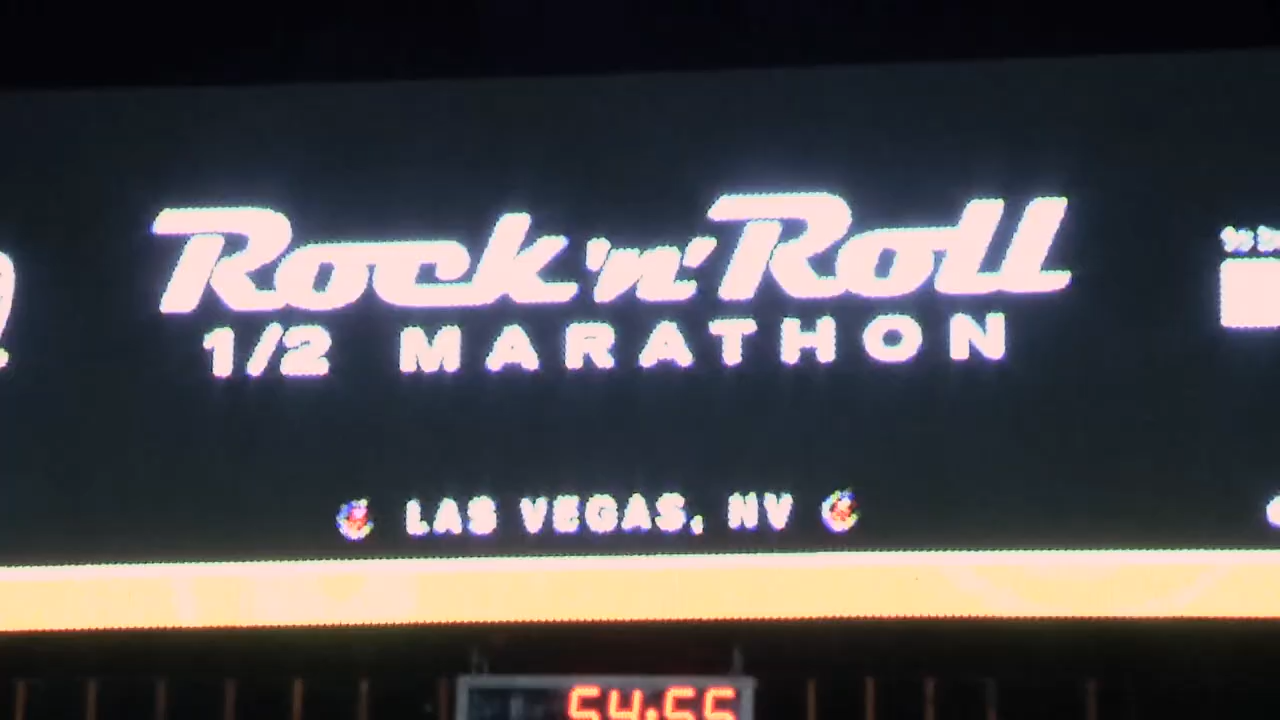 Rock 'n' Roll
1/2 MARATHON
LAS VEGAS, NV
54:55